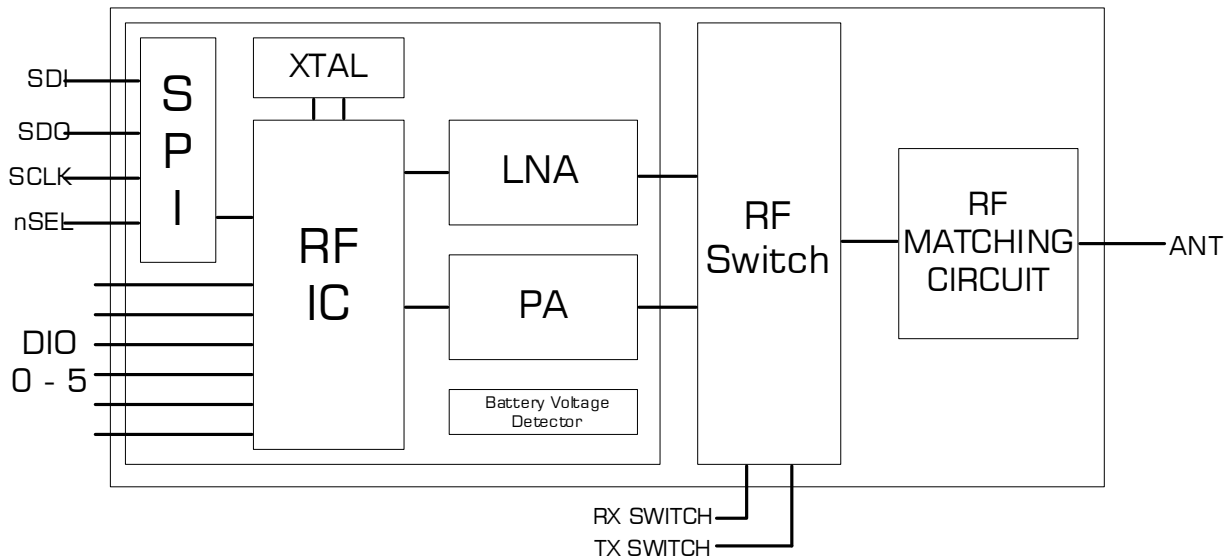 SDI
SDO
SCLK
nSEL
S
P
I
XTAL
RF
IC
LNA
PA
Battery Voltage
Detector
DIO
0 - 5
RF
Switch
RF
MATCHING
CIRCUIT
ANT
RX SWITCH
TX SWITCH